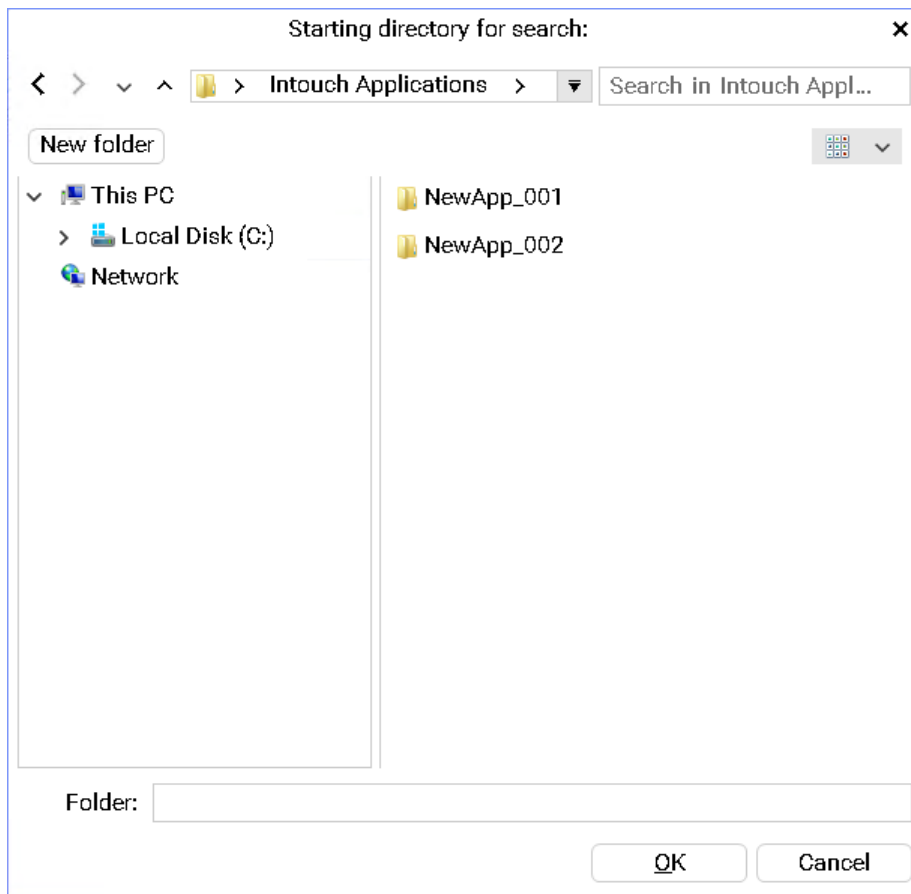 Starting directory for search:
Intouch Applications
Search in Intouch Appl...
New folder
This PC
Local Disk (C:)
Network
NewApp_001
NewApp_002
Folder:
OK
Cancel